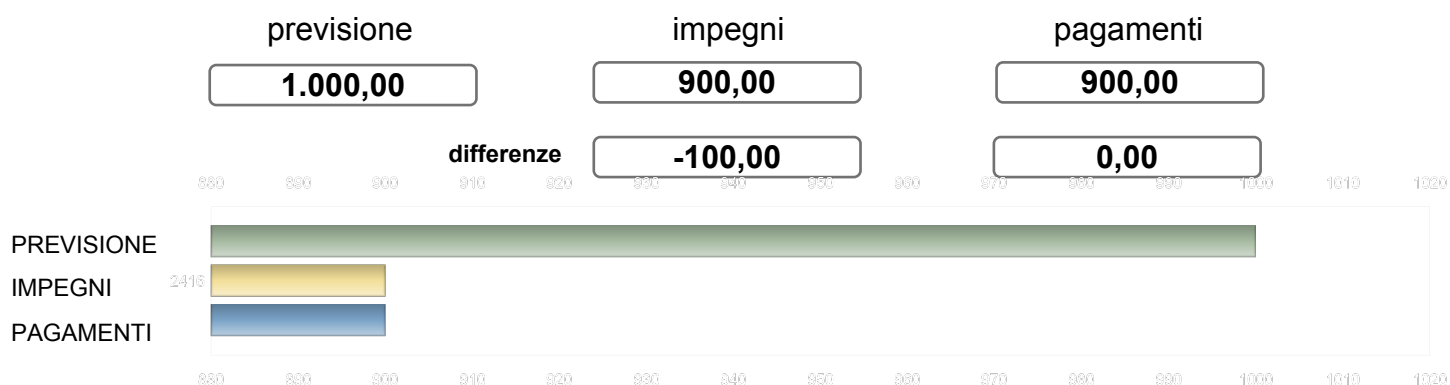 previsione impegni pagamenti
1.000,00 900,00 900,00
differenze -100,00 0,00
880 890 900 910 920 930 940 950 960 970 980 990 1000 1010 1020
PREVISIONE
2416
IMPEGNI
PAGAMENTI
880 890 900 910 920 930 940 950 960 970 980 990 1000 1010 1020